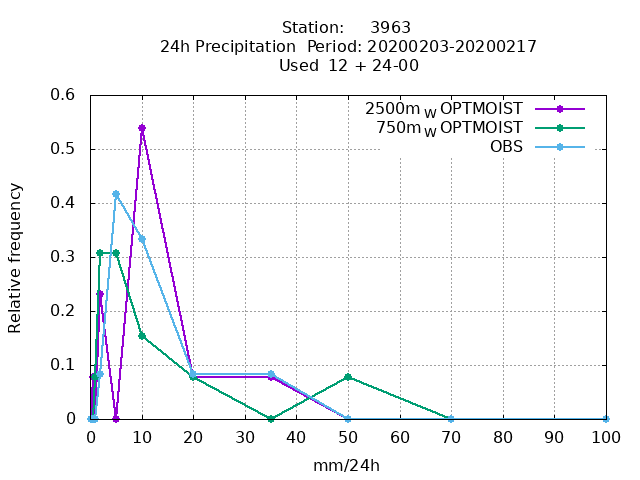 Station:     3963
24h Precipitation  Period: 20200203-20200217
Used  12 + 24-00
2500m W OPTMOIST
750m W OPTMOIST
OBS
Relative frequency
0.6
0.5
0.4
0.3
0.2
0.1
0
0 10 20 30 40 50 60 70 80 90 100
mm/24h